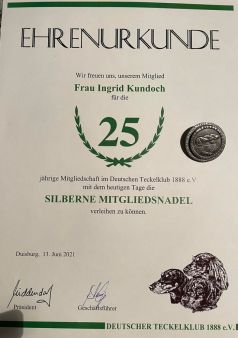 EHRENURKUNDE
Wir freuen uns, unserem Mitglied
Frau Ingrid Kundoch
für die
25
jährige Mitgliedschaft im Deutschen Teckelklub 1888 e.V.
mit dem heutigen Tage die
SILBERNE MITGLIEDSNADEL
verleihen zu können.
Duisburg, 13. Juni 2021
Präsident
Geschäftsführer
DEUTSCHER TECKELKLUB 1888 e.V.